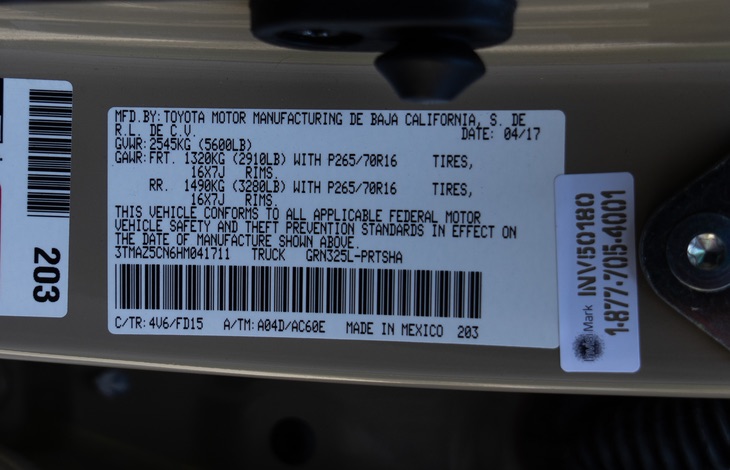 203
MFD.BY: TOYOTA MOTOR MANUFACTURING DE BAJA CALIFORNIA, S. DE
R.L. DE C.V. DATE: 04/17
GVWR: 2545KG (5600LB)
GAWR: FRT. 1320KG (2910LB) WITH P265/70R16 TIRES,
16X7J RIMS.
RR. 1490KG (3280LB) WITH P265/70R16 TIRES,
16X7J RIMS.
THIS VEHICLE CONFORMS TO ALL APPLICABLE FEDERAL MOTOR
VEHICLE SAFETY AND THEFT PREVENTION STANDARDS IN EFFECT ON
THE DATE OF MANUFACTURE SHOWN ABOVE.
3TMAZ5CN6HM041711 TRUCK GRN325L-PRTSHA
C/TR: 4V6/FD15 A/TM: A04D/AC60E MADE IN MEXICO 203
Mark
INV50180
1-877-705-4001